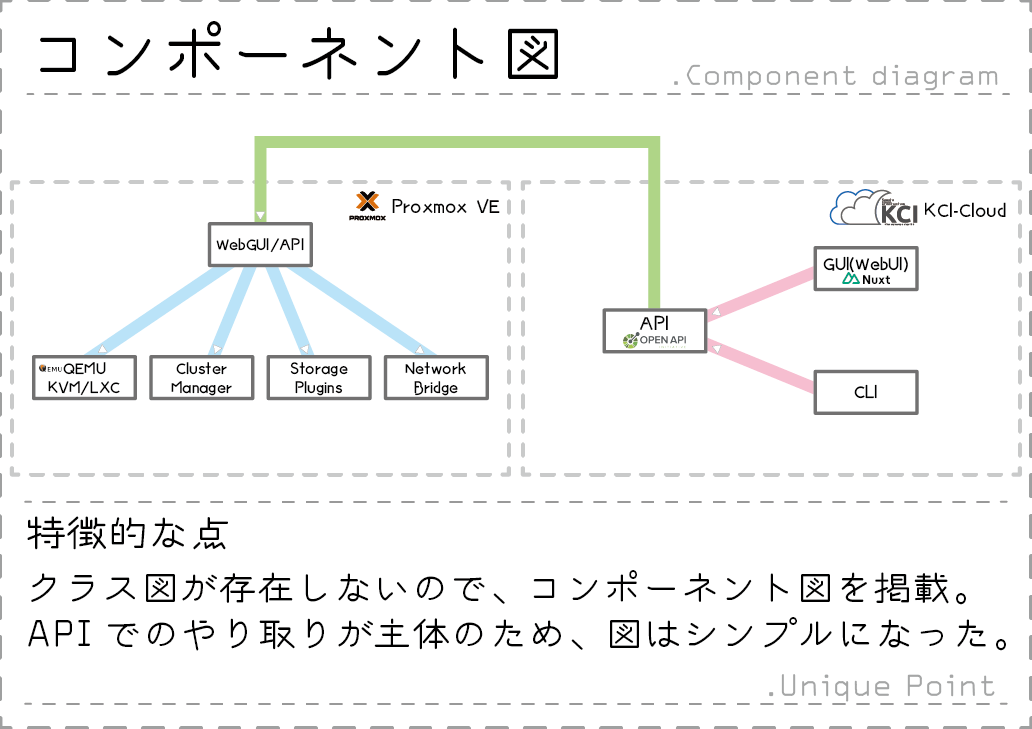 コンポーネント図
.Component diagram
PROXMOX
Proxmox VE
KCI
KCI-Cloud
WebGUI/API
GUI(WebUI)
Nuxt
API
OPEN API
EMU QEMU
KVM/LXC
Cluster
Manager
Storage
Plugins
Network
Bridge
CLI
特徴的な点
クラス図が存在しないので、コンポーネント図を掲載。
APIでのやり取りが主体のため、図はシンプルになった。
.Unique Point